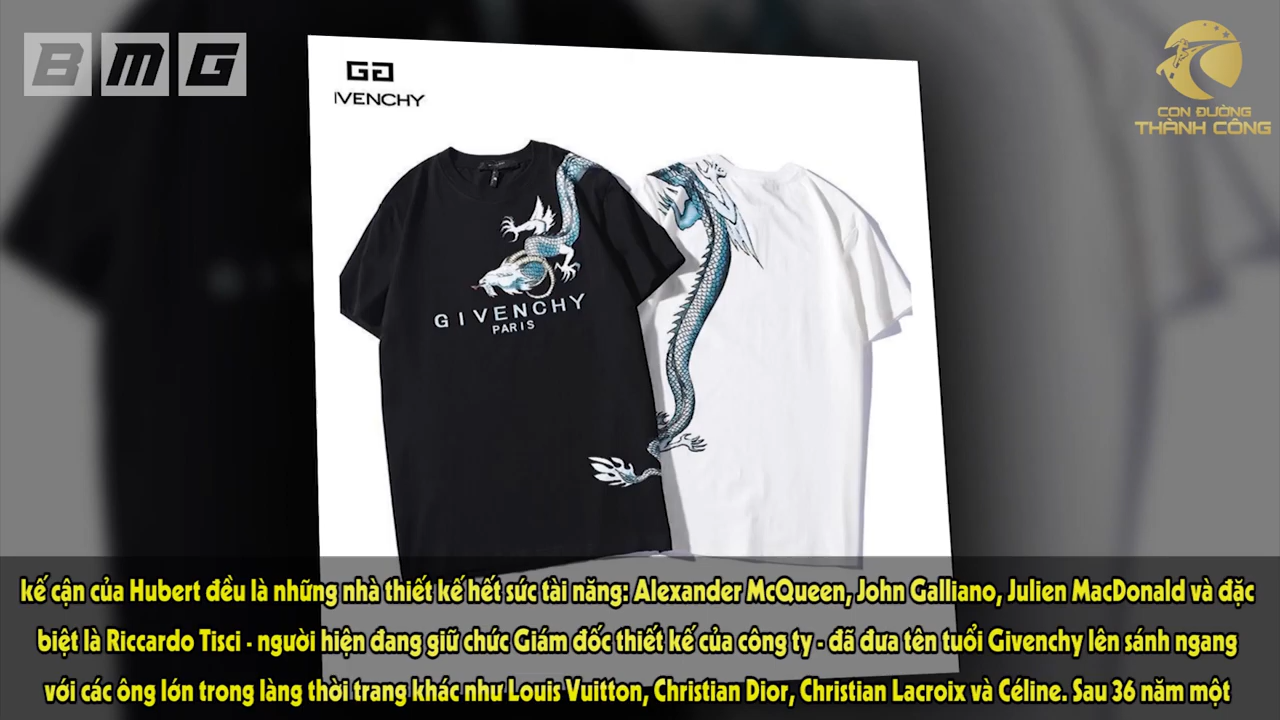 BMG
CON ĐƯỜNG
THÀNH CÔNG
IVENCHY
GIVENCHY
PARIS
kế cận của Hubert đều là những nhà thiết kế hết sức tài năng: Alexander McQueen, John Galliano, Julien MacDonald và đặc
biệt là Riccardo Tisci - người hiện đang giữ chức Giám đốc thiết kế của công ty - đã đưa tên tuổi Givenchy lên sánh ngang
với các ông lớn trong làng thời trang khác như Louis Vuitton, Christian Dior, Christian Lacroix và Céline. Sau 36 năm một